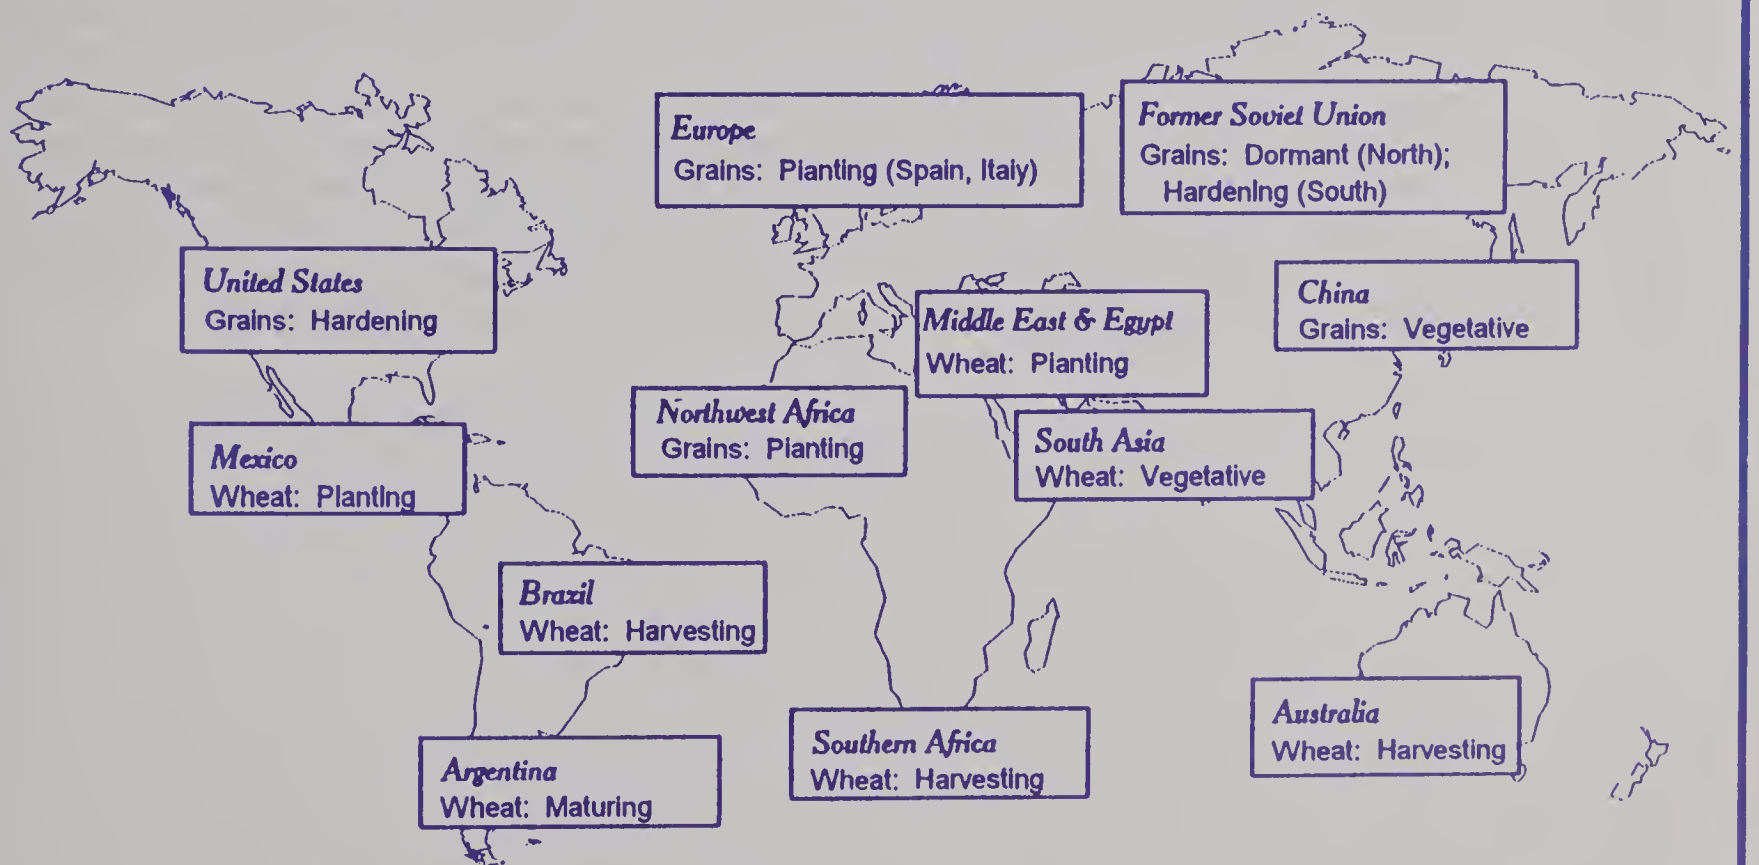 Europe
Grains: Planting (Spain, Italy)
Former Soviet Union
Grains: Dormant (North);
Hardening (South)
United States
Grains: Hardening
Middle East & Egypt
Wheat: Planting
China
Grains: Vegetative
Northwest Africa
Grains: Planting
South Asia
Wheat: Vegetative
Mexico
Wheat: Planting
Brazil
Wheat: Harvesting
Argentina
Wheat: Maturing
Southern Africa
Wheat: Harvesting
Australia
Wheat: Harvesting